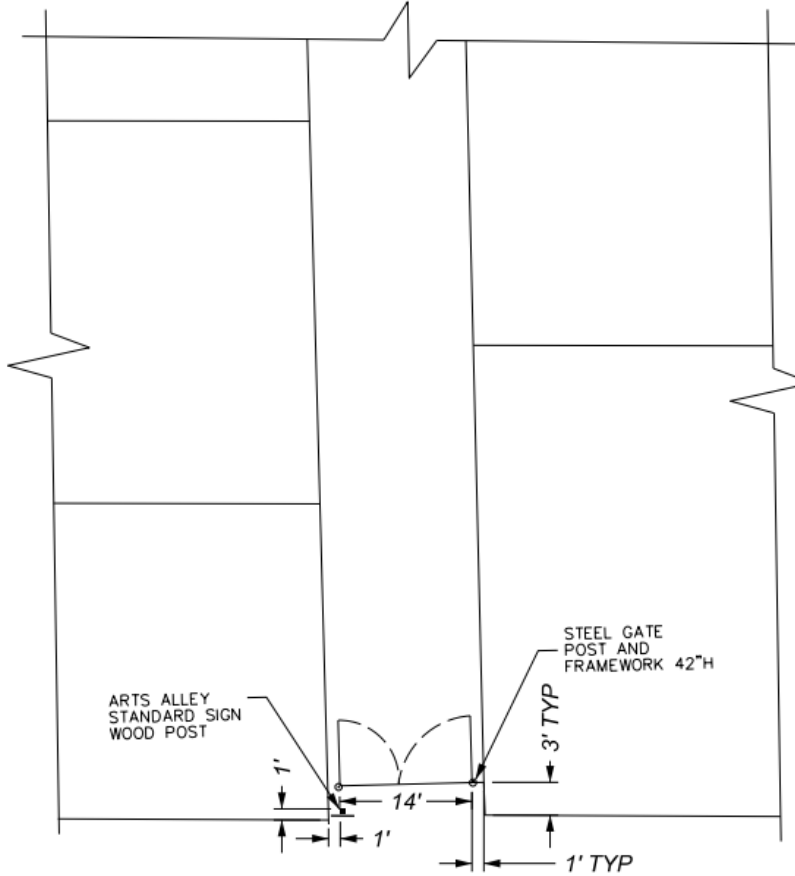 STEEL GATE
POST AND
FRAMEWORK 42"H
ARTS ALLEY
STANDARD SIGN
WOOD POST
3' TYP
1'
14'
1'
1' TYP